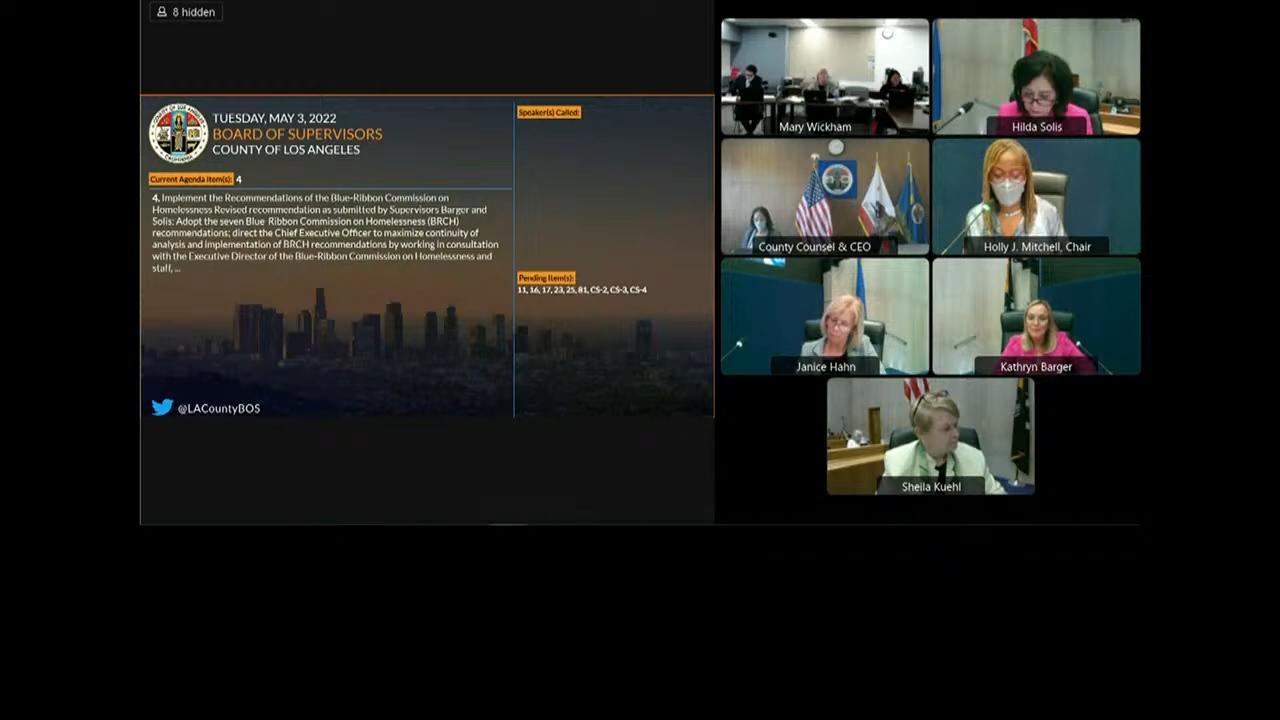 8 hidden
TUESDAY, MAY 3, 2022
BOARD OF SUPERVISORS
COUNTY OF LOS ANGELES
Current Agenda Item(s): 4
4. Implement the Recommendations of the Blue-Ribbon Commission on
Homelessness Revised recommendation as submitted by Supervisors Barger and
Solis: Adopt the seven Blue Ribbon Commission on Homelessness (BRCH)
recommendations; direct the Chief Executive Officer to maximize continuity of
analysis and implementation of BRCH recommendations by working in consultation
with the Executive Director of the Blue-Ribbon Commission on Homelessness and
staff, ...
@LACountyBOS
Speaker(s) Called:
Pending Item(s):
11, 16, 17, 23, 25, 81, CS-2, CS-3, CS-4
Mary Wickham
Hilda Solis
County Counsel & CEO
Holly J. Mitchell, Chair
Janice Hahn
Kathryn Barger
Sheila Kuehl